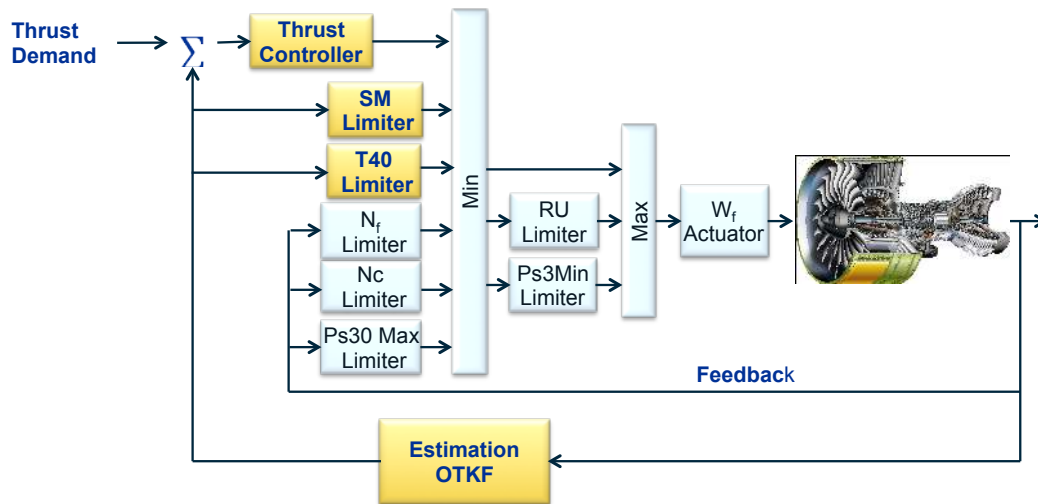 Thrust
Demand
Σ
Thrust
Controller
SM
Limiter
T40
Limiter
Nf
Limiter
Nc
Limiter
Ps30 Max
Limiter
Min
RU
Limiter
Ps3Min
Limiter
Max
Wf
Actuator
Feedback
Estimation
OTKF